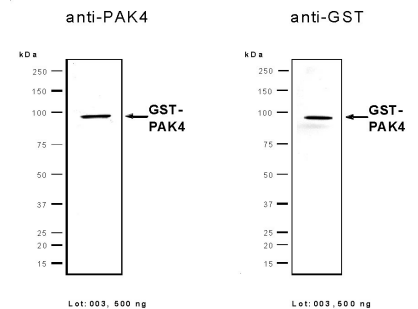 anti-PAK4
kDa
250
150
100
75
50
37
25
20
15
GST-
PAK4
Lot:003, 500 ng
anti-GST
kDa
250
150
100
75
50
37
25
20
15
GST-
PAK4
Lot:003,500 ng